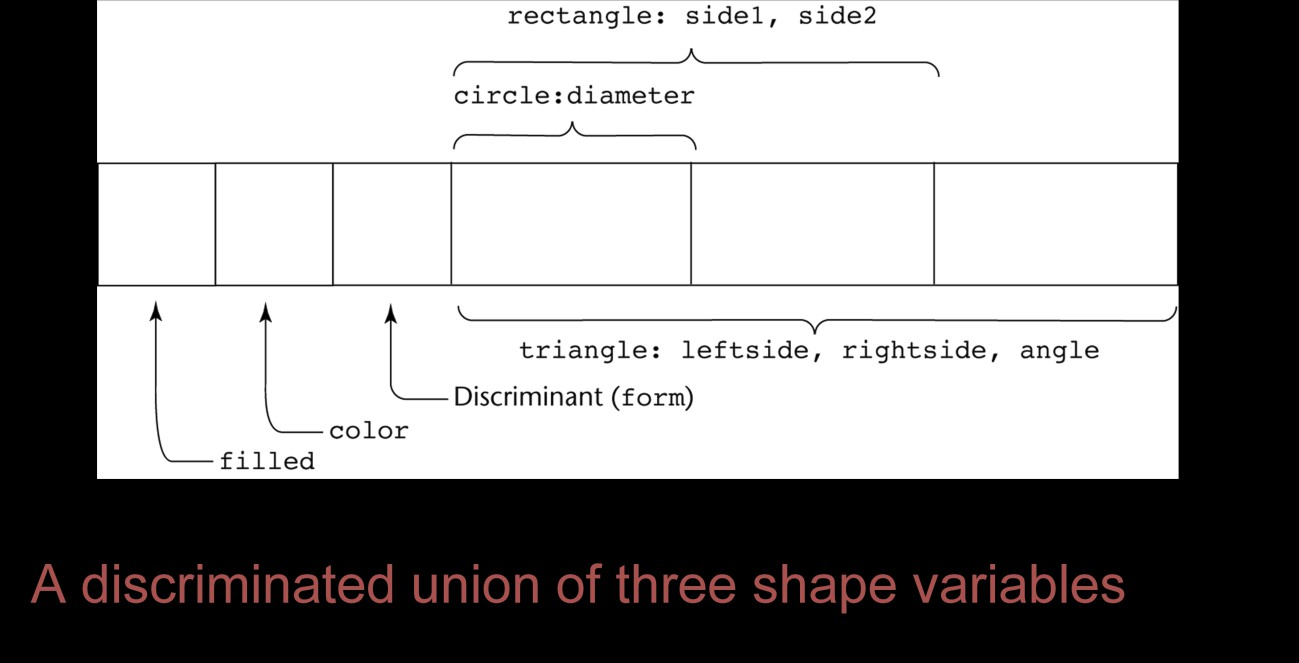 rectangle: side1, side2
circle:diameter
triangle: leftside, rightside, angle
Discriminant (form)
color
filled
A discriminated union of three shape variables